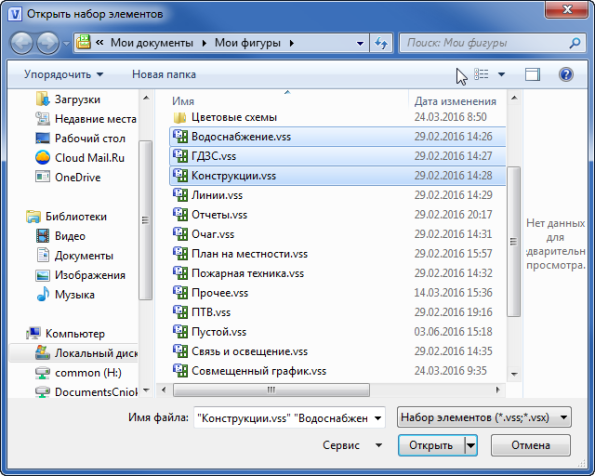 Открыть набор элементов
« Мои документы Мои фигуры
Поиск: Мои фигуры
Упорядочить Новая папка
Имя Дата изменения
Загрузки
Недавние места
Рабочий стол
Cloud Mail.Ru
OneDrive
Библиотеки
Видео
Документы
Изображения
Музыка
Компьютер
Локальный диск
common (H:)
DocumentsCniok
Цветовые схемы 24.03.2016 8:50
Водоснабжение.vss 29.02.2016 14:26
ГДЗС.vss 29.02.2016 14:27
Конструкции.vss 29.02.2016 14:28
Линии.vss 29.02.2016 14:29
Отчеты.vss 29.02.2016 20:17
Очаг.vss 29.02.2016 14:31
План на местности.vss 29.02.2016 15:57
Пожарная техника.vss 29.02.2016 14:32
Прочее.vss 14.03.2016 15:36
ПТВ.vss 29.02.2016 19:16
Пустой.vss 03.06.2016 15:18
Связь и освещение.vss 29.02.2016 14:35
Совмещенный график.vss 24.03.2016 9:35
Нет данных
для
едварительн
просмотра.
Имя файла: "Конструкции.vss" "Водоснабжен
Набор элементов (*.vss;*.vsx)
Сервис Открыть Отмена